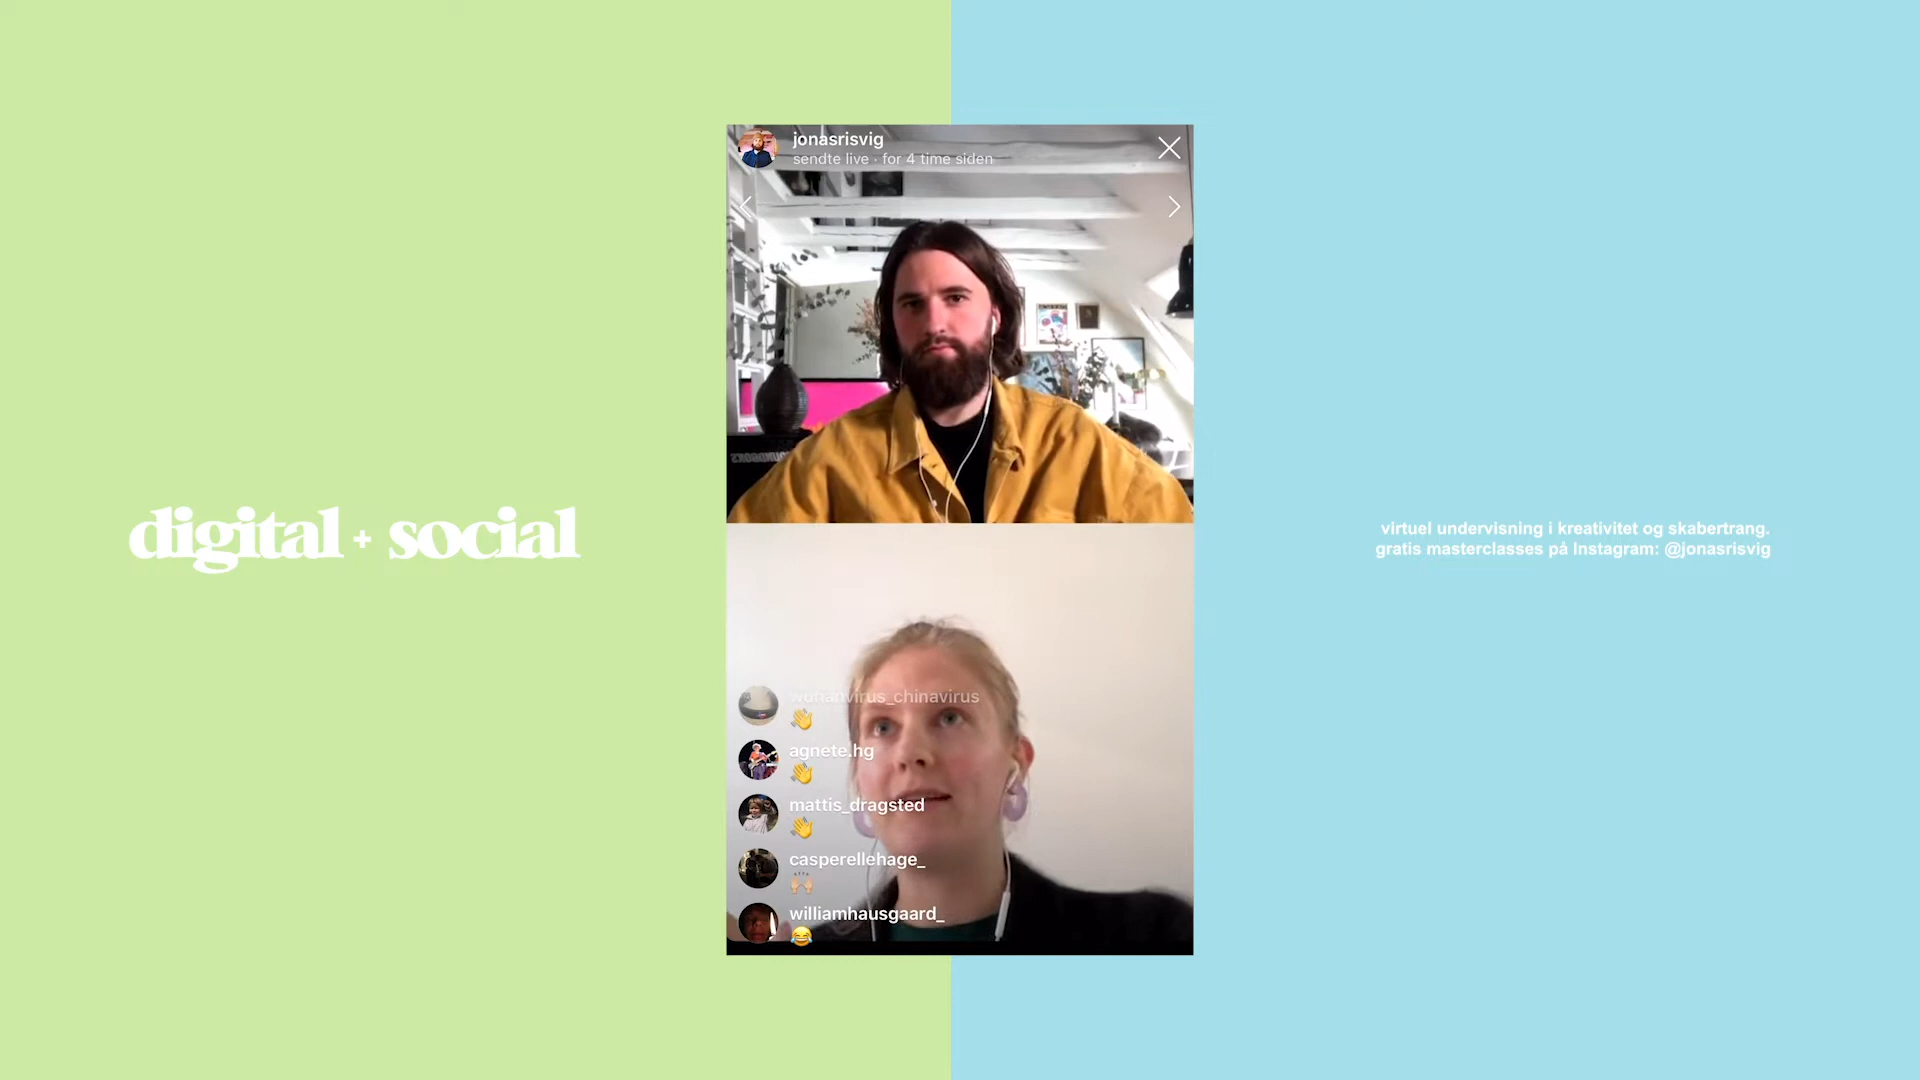 jonasrisvig
sendte live · for 4 time siden
digital + social
virtuel undervisning i kreativitet og skabertrang.
gratis masterclasses på Instagram: @jonasrisvig
wuhanvirus_chinavirus
👋
agnete.hg
👋
mattis_dragsted
👋
casperellehage_
🙌🏼
williamhausgaard_
😂